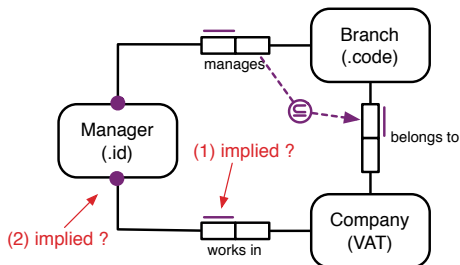 Branch
(.code)
manages
⊆
Manager
(.id)
belongs to
(1) implied ?
Company
(VAT)
(2) implied ?
works in